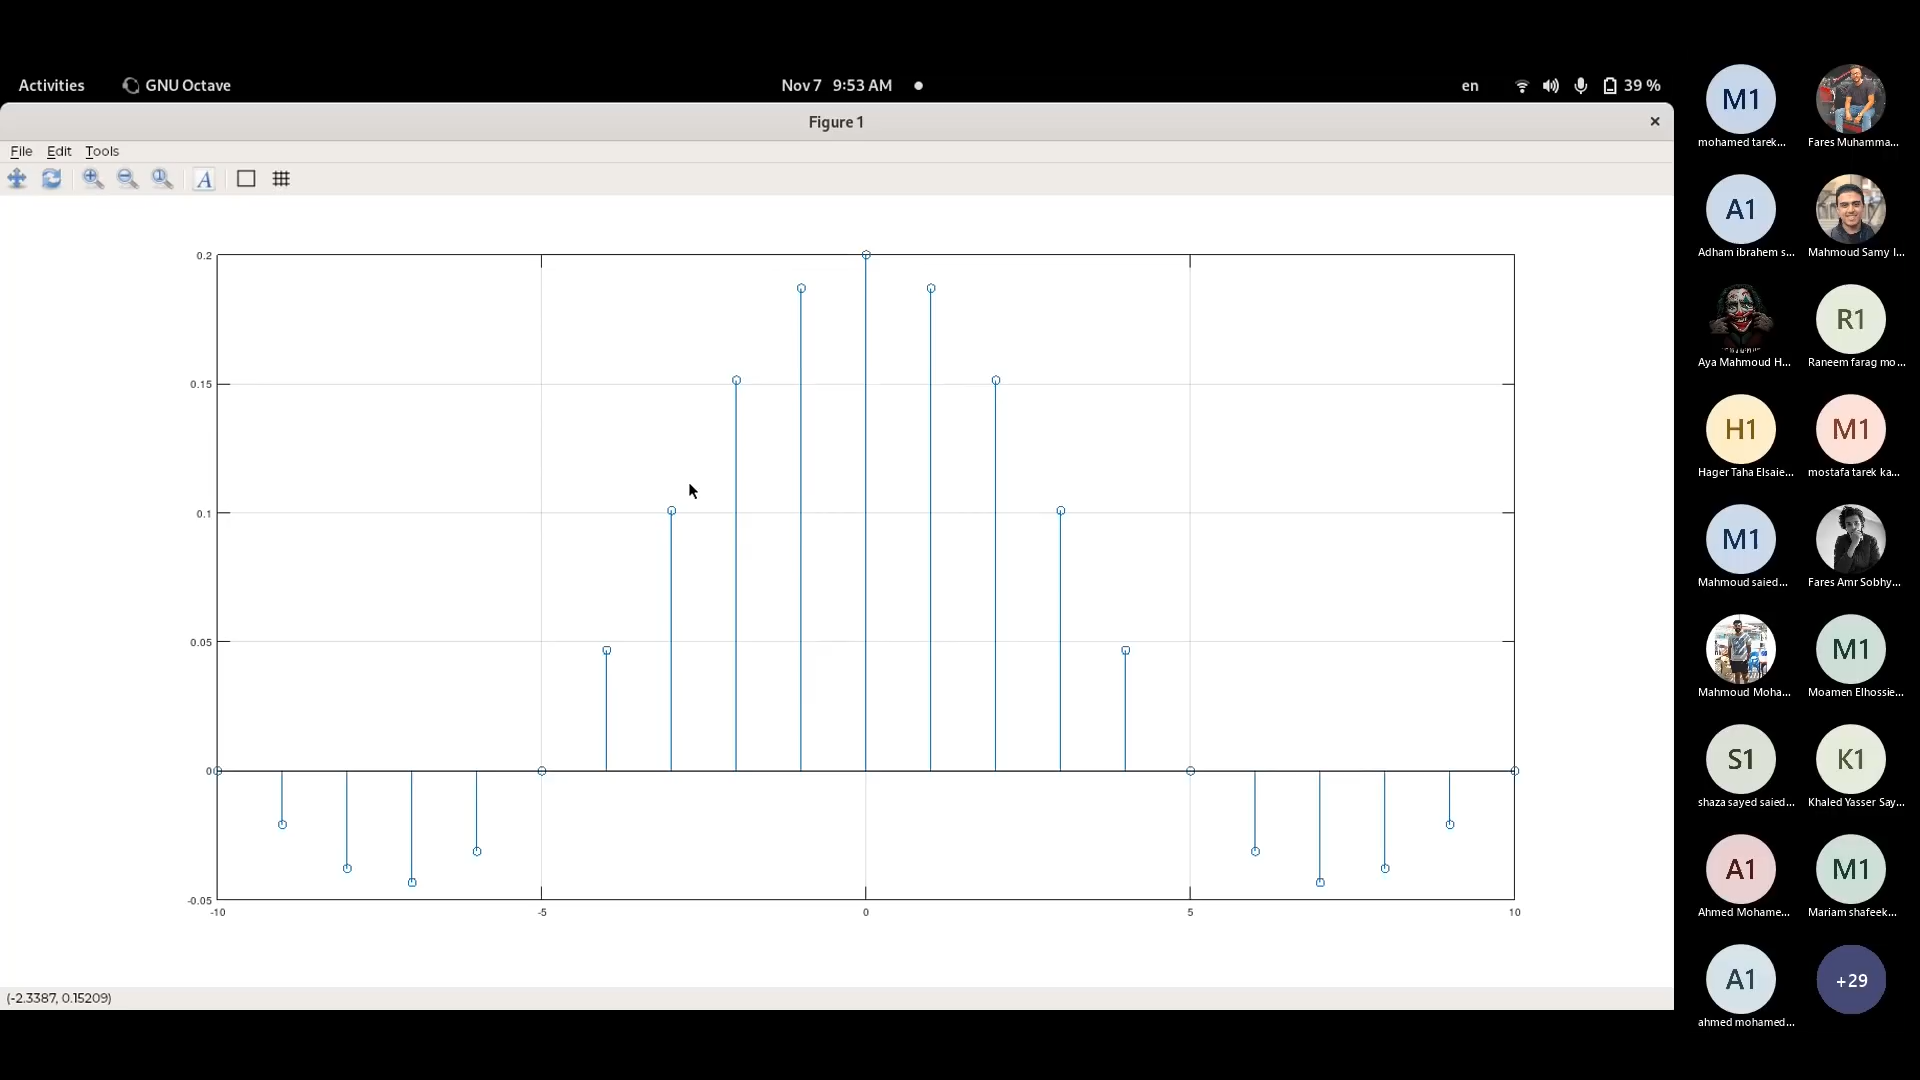 Activities GNU Octave Nov 7 9:53 AM en 39 %
Figure 1
File Edit Tools
0.2
0.15
0.1
0.05
0
-0.05
-10 -5 0 5 10
(-2.3387, 0.15209)
M1
mohamed tarek...
Fares Muhamma...
A1
Adham ibrahem s...
Mahmoud Samy I...
Aya Mahmoud H...
R1
Raneem farag mo...
H1
Hager Taha Elsaie...
M1
mostafa tarek ka...
M1
Mahmoud saied...
Fares Amr Sobhy...
Mahmoud Moha...
M1
Moamen Elhossie...
S1
shaza sayed saied...
K1
Khaled Yasser Say...
A1
Ahmed Mohame...
M1
Mariam shafeek...
A1
ahmed mohamed...
+29